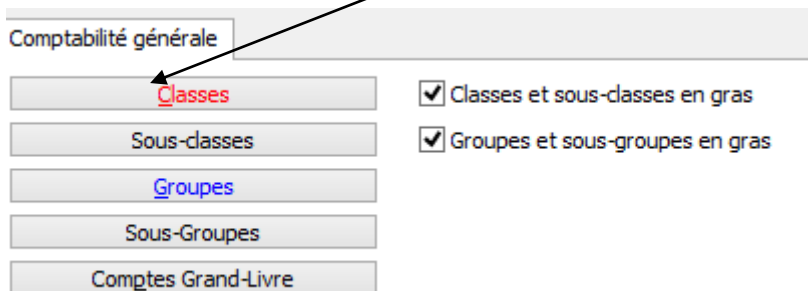 Comptabilité générale
Classes
Classes et sous-classes en gras
Sous-classes
Groupes et sous-groupes en gras
Groupes
Sous-Groupes
Comptes Grand-Livre